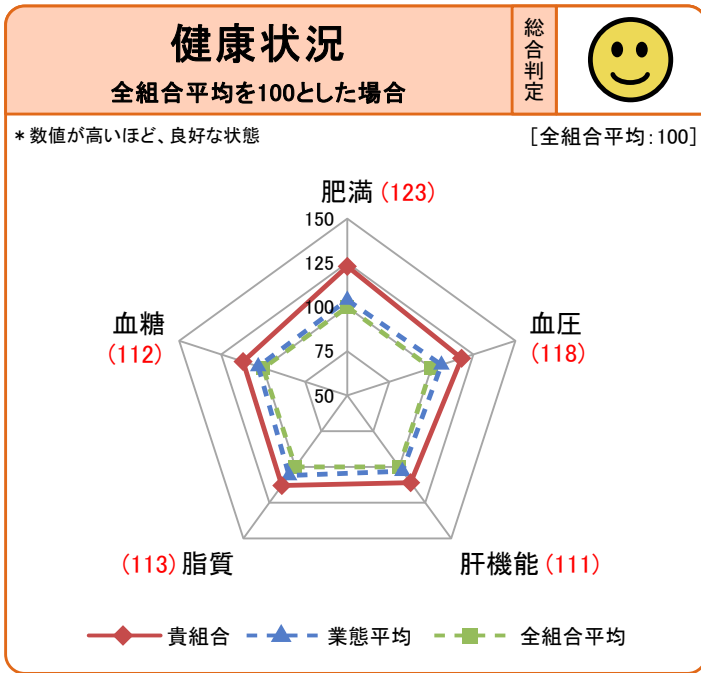 健康状況
全組合平均を100とした場合
総合判定
*数値が高いほど、良好な状態
[全組合平均:100]
肥満(123)
150
125
100
75
50
血糖
(112)
血圧
(118)
(113)脂質
肝機能(111)
貴組合
業態平均
全組合平均